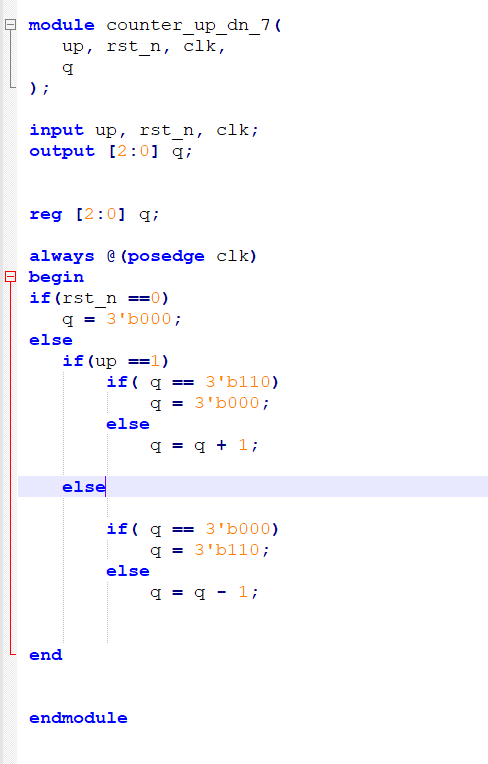 module counter_up_dn_7(
up, rst_n, clk,
q
);
input up, rst_n, clk;
output [2:0] q;
reg [2:0] q;
always @(posedge clk)
begin
if(rst_n ==0)
q = 3'b000;
else
if(up ==1)
if( q == 3'b110)
q = 3'b000;
else
q = q + 1;
else
if( q == 3'b000)
q = 3'b110;
else
q = q - 1;
end
endmodule